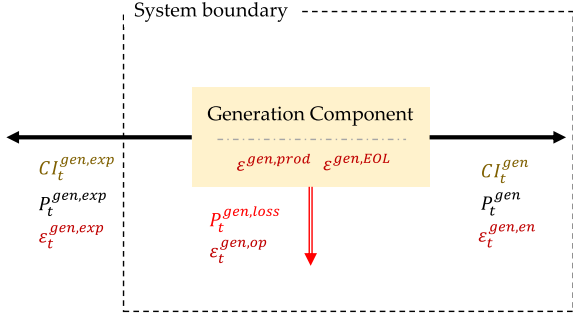 System boundary
Generation Component
ε^{gen,prod} ε^{gen,EOL}
CI_t^{gen,exp}
P_t^{gen,exp}
ε_t^{gen,exp}
P_t^{gen,loss}
ε_t^{gen,op}
CI_t^{gen}
P_t^{gen}
ε_t^{gen,en}